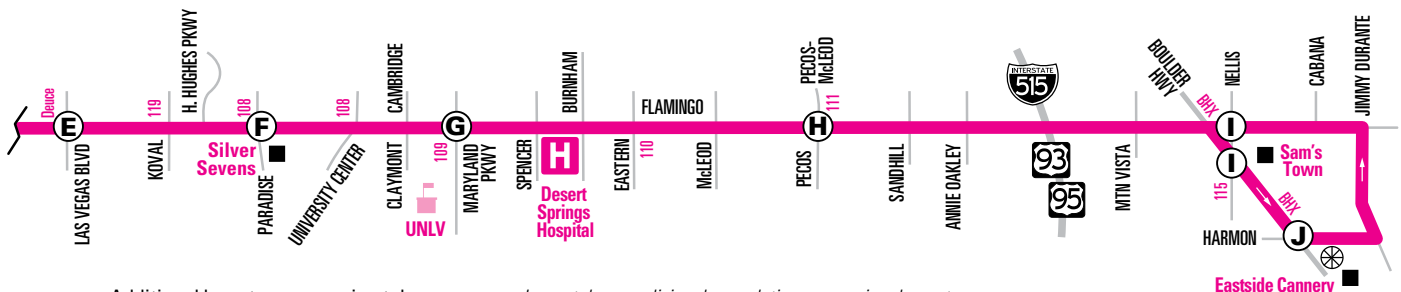 Deuce
E
LAS VEGAS BLVD
119
KOVAL
H. HUGHES PKWY
108
F
Silver
Sevens
PARADISE
108
UNIVERSITY CENTER
CAMBRIDGE
CLAYMONT
UNLV
109
G
MARYLAND
PKWY
SPENCER
BURNHAM
H
Desert
Springs
Hospital
EASTERN
110
FLAMINGO
McLEOD
PECOS-
McLEOD
111
H
PECOS
SANDHILL
ANNIE OAKLEY
INTERSTATE
515
93
95
MTN VISTA
BOULDER
HWY
BHX
NELLIS
I
I
115
Sam's
Town
BHX
HARMON
J
CABANA
JIMMY DURANTE
Eastside Cannery